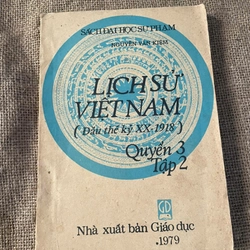 SÁCH ĐẠI HỌC SƯ PHẠM
NGUYỄN VĂN KIỆM
LỊCH SỬ
VIỆT NAM
( Đầu thế kỷ XX-1918 )
Quyển 3
Tập 2
GD
Nhà xuất bản Giáo dục
.1979